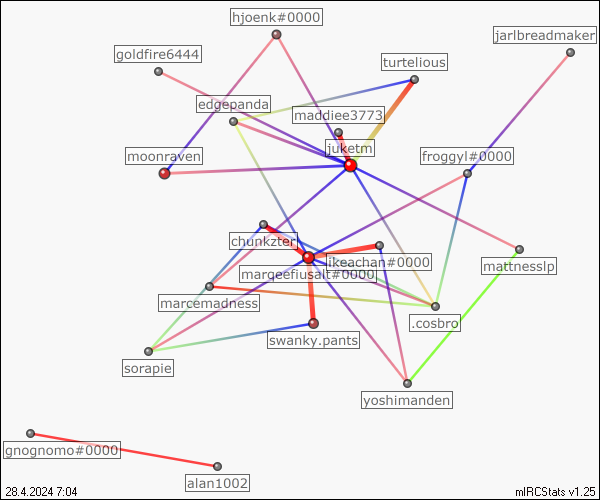 hjoenk#0000
jarlbreadmaker
goldfire6444
turtelious
edgepanda
maddiee3773
juketm
moonraven
froggyl#0000
chunkzter
ikeachan#0000
margeefiusalt#0000
mattnesslp
marcemadness
.cosbro
swanky.pants
sorapie
yoshimanden
gnognomo#0000
alan1002
28.4.2024 7:04
mIRCStats v1.25